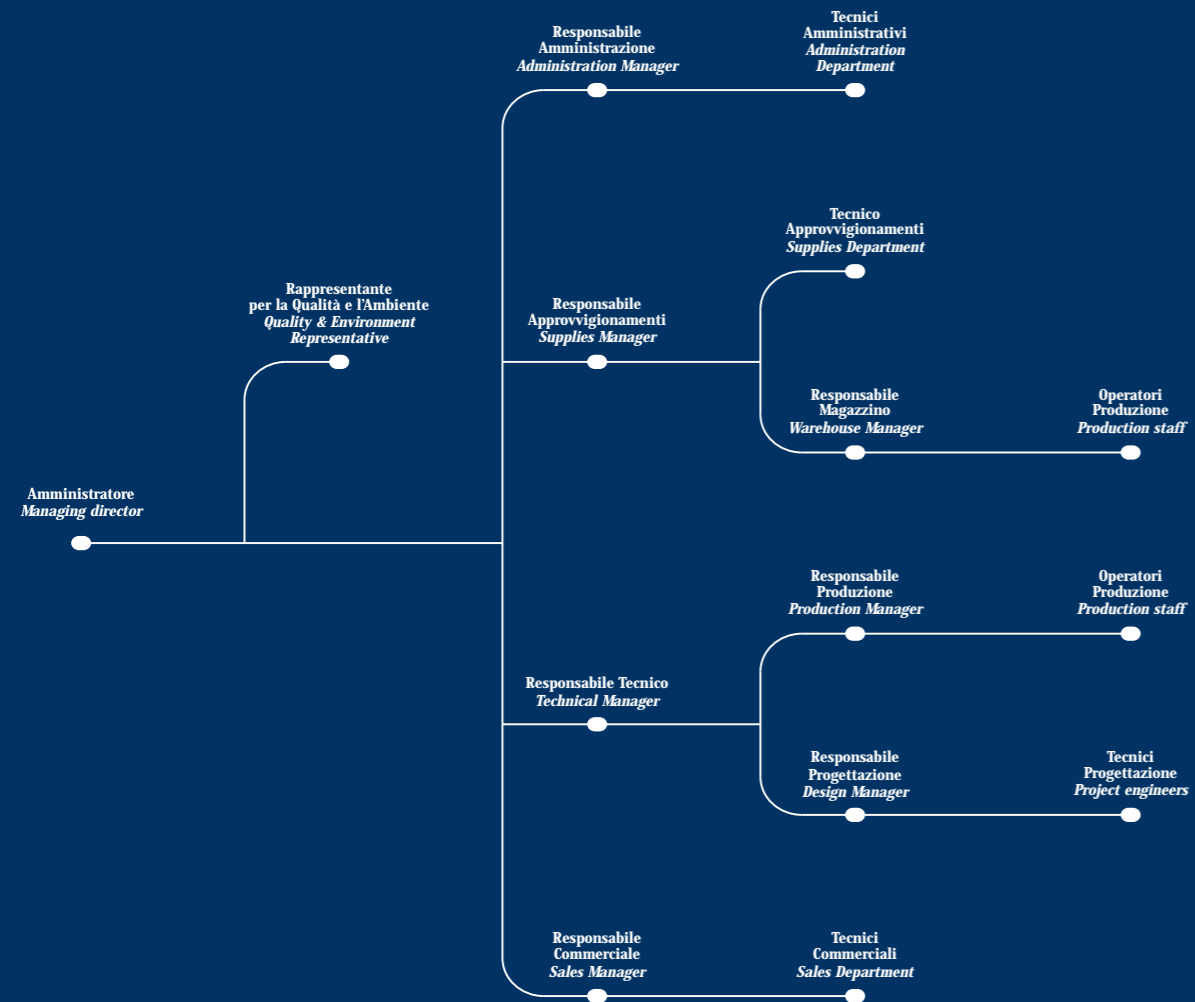 Responsabile
Amministrazione
Administration Manager
Tecnici
Amministrativi
Administration
Department
Tecnico
Approvvigionamenti
Supplies Department
Rappresentante
per la Qualità e l'Ambiente
Quality & Environment
Representative
Responsabile
Approvvigionamenti
Supplies Manager
Responsabile
Magazzino
Warehouse Manager
Operatori
Produzione
Production staff
Amministratore
Managing director
Responsabile
Produzione
Production Manager
Operatori
Produzione
Production staff
Responsabile Tecnico
Technical Manager
Responsabile
Progettazione
Design Manager
Tecnici
Progettazione
Project engineers
Responsabile
Commerciale
Sales Manager
Tecnici
Commerciali
Sales Department